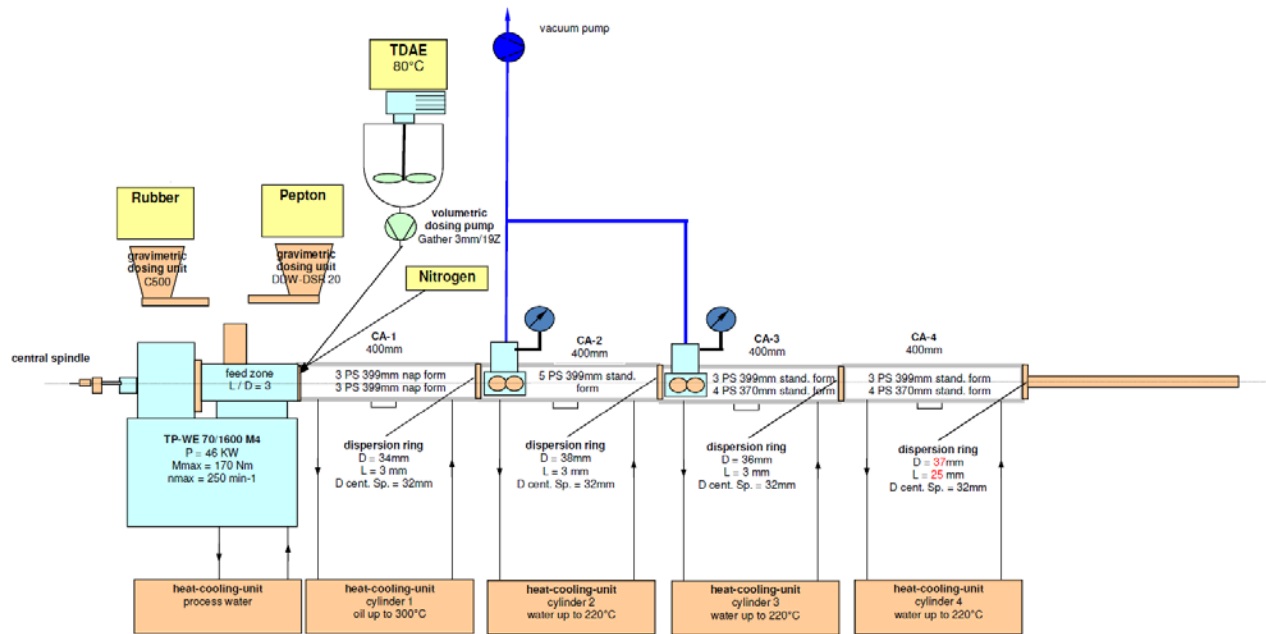 vacuum pump
TDAE
80°C
Rubber
Pepton
volumetric
dosing pump
Gather 3mm/19Z
gravimetric
dosing unit
C500
gravimetric
dosing unit
DDW-DSR 20
Nitrogen
central spindle
feed zone
L / D = 3
CA-1
400mm
3 PS 399mm nap form
3 PS 399mm nap form
CA-2
400mm
5 PS 399mm stand.
form
CA-3
400mm
3 PS 399mm stand. form
4 PS 370mm stand. form
CA-4
400mm
3 PS 399mm stand. form
4 PS 370mm stand. form
TP-WE 70/1600 M4
P = 46 KW
Mmax = 170 Nm
nmax = 250 min-1
dispersion ring
D = 34mm
L = 3 mm
D cent. Sp. = 32mm
dispersion ring
D = 38mm
L = 3 mm
D cent. Sp. = 32mm
dispersion ring
D = 36mm
L = 3 mm
D cent. Sp. = 32mm
dispersion ring
D = 37mm
L = 25 mm
D cent. Sp. = 32mm
heat-cooling-unit
process water
heat-cooling-unit
cylinder 1
oil up to 300°C
heat-cooling-unit
cylinder 2
water up to 220°C
heat-cooling-unit
cylinder 3
water up to 220°C
heat-cooling-unit
cylinder 4
water up to 220°C